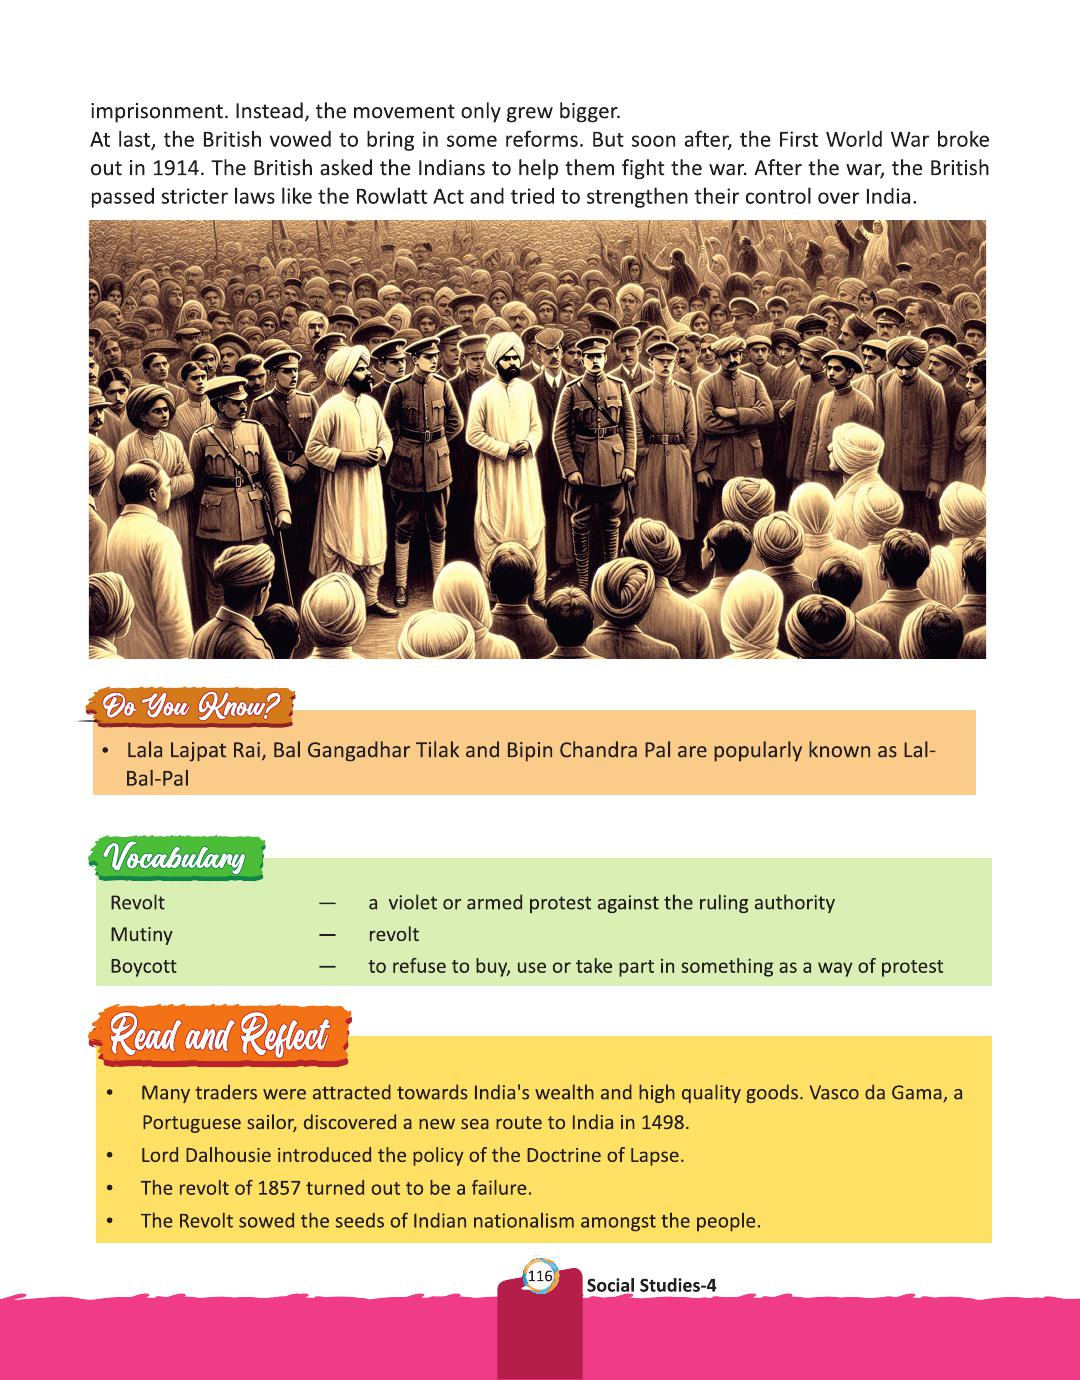 imprisonment. Instead, the movement only grew bigger.
At last, the British vowed to bring in some reforms. But soon after, the First World War broke
out in 1914. The British asked the Indians to help them fight the war. After the war, the British
passed stricter laws like the Rowlatt Act and tried to strengthen their control over India.
Do You Know?
• Lala Lajpat Rai, Bal Gangadhar Tilak and Bipin Chandra Pal are popularly known as Lal-
Bal-Pal
Vocabulary
Revolt — a violet or armed protest against the ruling authority
Mutiny — revolt
Boycott — to refuse to buy, use or take part in something as a way of protest
Read and Reflect
• Many traders were attracted towards India's wealth and high quality goods. Vasco da Gama, a
Portuguese sailor, discovered a new sea route to India in 1498.
• Lord Dalhousie introduced the policy of the Doctrine of Lapse.
• The revolt of 1857 turned out to be a failure.
• The Revolt sowed the seeds of Indian nationalism amongst the people.
116
Social Studies-4